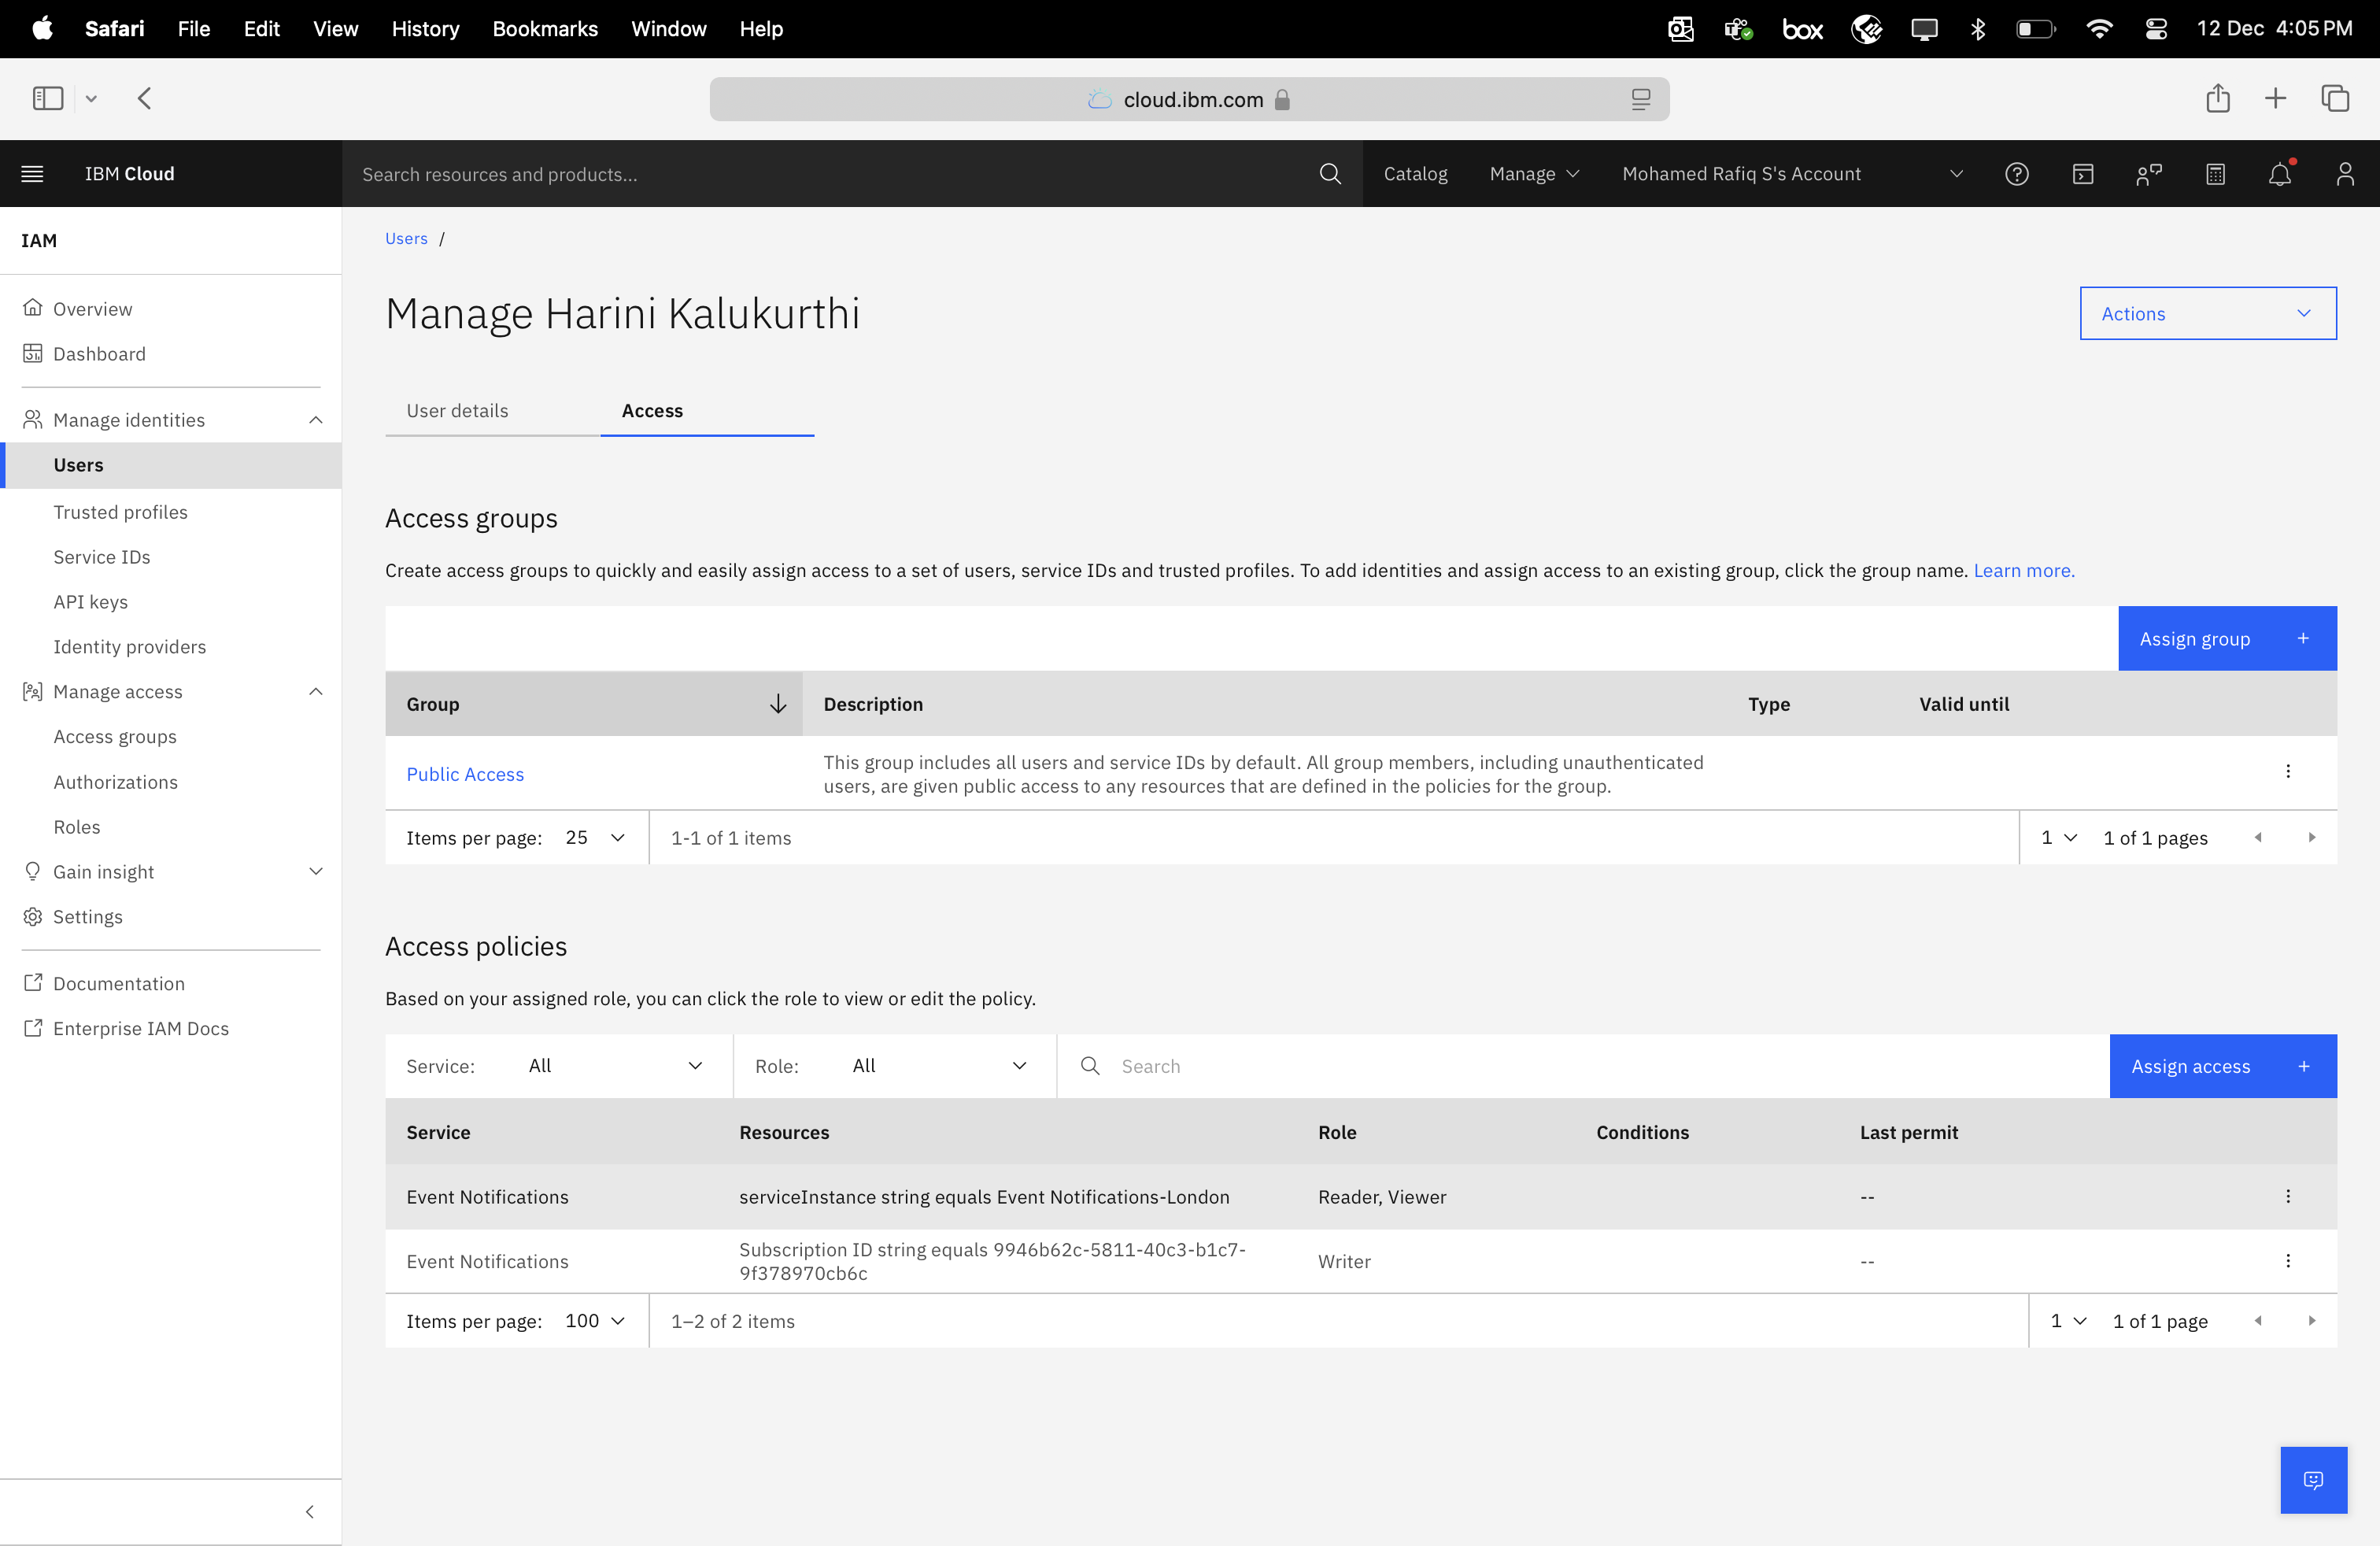 Safari File Edit View History Bookmarks Window Help box 12 Dec 4:05 PM
cloud.ibm.com
IBM Cloud Search resources and products... Catalog Manage Mohamed Rafiq S's Account
IAM
Overview
Dashboard
Manage identities
Users
Trusted profiles
Service IDs
API keys
Identity providers
Manage access
Access groups
Authorizations
Roles
Gain insight
Settings
Documentation
Enterprise IAM Docs
Users /
Manage Harini Kalukurthi
Actions
User details Access
Access groups
Create access groups to quickly and easily assign access to a set of users, service IDs and trusted profiles. To add identities and assign access to an existing group, click the group name. Learn more.
Assign group +
Group Description Type Valid until
Public Access
This group includes all users and service IDs by default. All group members, including unauthenticated
users, are given public access to any resources that are defined in the policies for the group.
Items per page: 25 1-1 of 1 items 1 1 of 1 pages
Access policies
Based on your assigned role, you can click the role to view or edit the policy.
Service: All Role: All Search Assign access +
Service Resources Role Conditions Last permit
Event Notifications serviceInstance string equals Event Notifications-London Reader, Viewer --
Event Notifications
Subscription ID string equals 9946b62c-5811-40c3-b1c7-
9f378970cb6c
Writer --
Items per page: 100 1–2 of 2 items 1 1 of 1 page